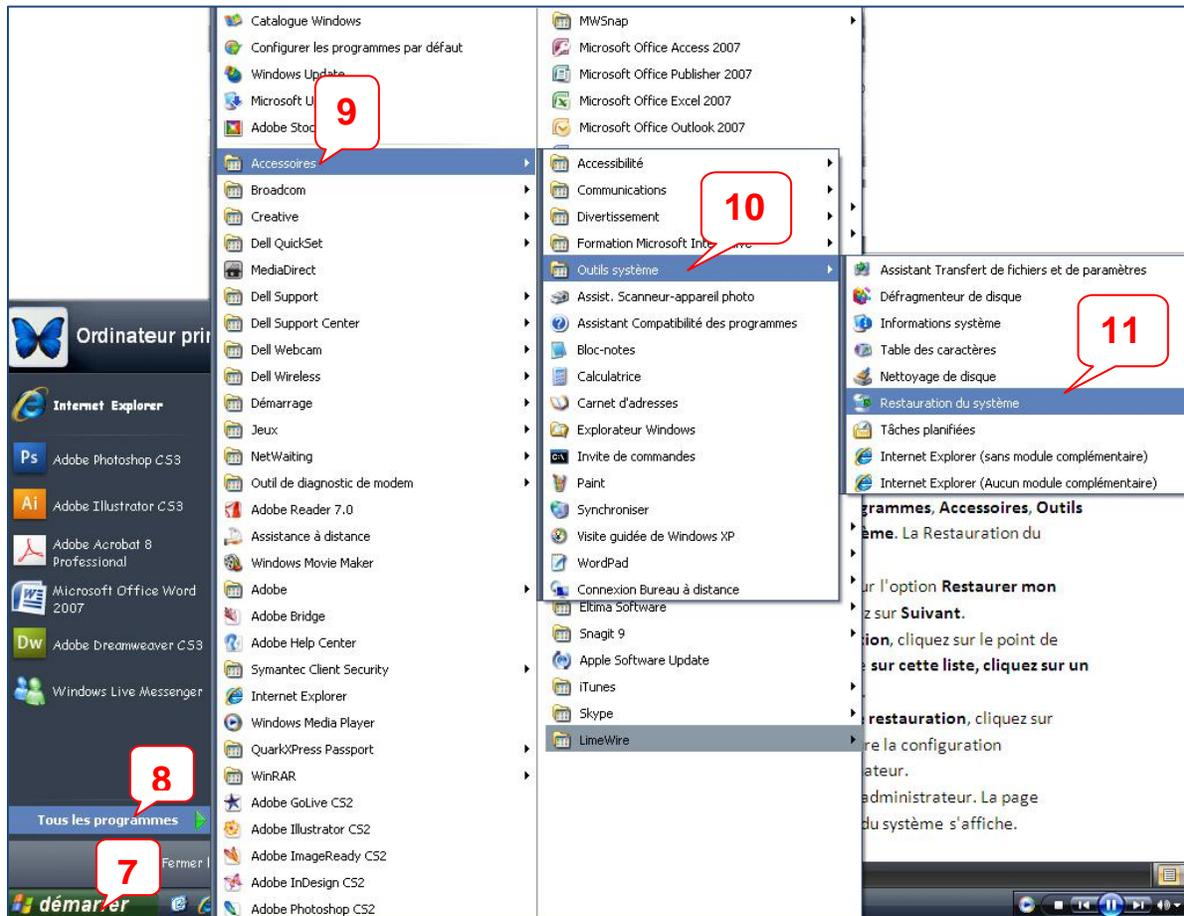 Catalogue Windows
Configurer les programmes par défaut
Windows Update
Microsoft U
Adobe Stoc
9
Accessoires
Broadcom
Creative
Dell QuickSet
MediaDirect
Dell Support
Dell Support Center
Dell Webcam
Dell Wireless
Démarrage
Jeux
NetWaiting
Outil de diagnostic de modem
Adobe Reader 7.0
Assistance à distance
Windows Movie Maker
Adobe
Adobe Bridge
Adobe Help Center
Symantec Client Security
Internet Explorer
Windows Media Player
QuarkXPress Passport
WinRAR
Adobe GoLive CS2
Adobe Illustrator CS2
Adobe ImageReady CS2
Adobe InDesign CS2
Adobe Photoshop CS2
MWSnap
Microsoft Office Access 2007
Microsoft Office Publisher 2007
Microsoft Office Excel 2007
Microsoft Office Outlook 2007
Accessibilité
Communications
Divertissement
Formation Microsoft Inte
10
Outils système
Assist. Scanneur-appareil photo
Assistant Compatibilité des programmes
Bloc-notes
Calculatrice
Carnet d'adresses
Explorateur Windows
Invite de commandes
Paint
Synchroniser
Visite guidée de Windows XP
WordPad
Connexion Bureau à distance
Eltima Software
Snagit 9
Apple Software Update
iTunes
Skype
LimeWire
Assistant Transfert de fichiers et de paramètres
Défragmenteur de disque
Informations système
Table des caractères
Nettoyage de disque
11
Restauration du système
Tâches planifiées
Internet Explorer (sans module complémentaire)
Internet Explorer (Aucun module complémentaire)
grammes, Accessoires, Outils
ème. La Restauration du
ur l'option Restaurer mon
z sur Suivant.
ion, cliquez sur le point de
sur cette liste, cliquez sur un
restauration, cliquez sur
re la configuration
ateur.
administrateur. La page
du système s'affiche.
Ordinateur prin
Internet Explorer
Ps Adobe Photoshop CS3
Ai Adobe Illustrator CS3
Adobe Acrobat 8
Professional
Microsoft Office Word
2007
Dw Adobe Dreamweaver CS3
Windows Live Messenger
8
Tous les programmes
Fermer l
7
démarrer